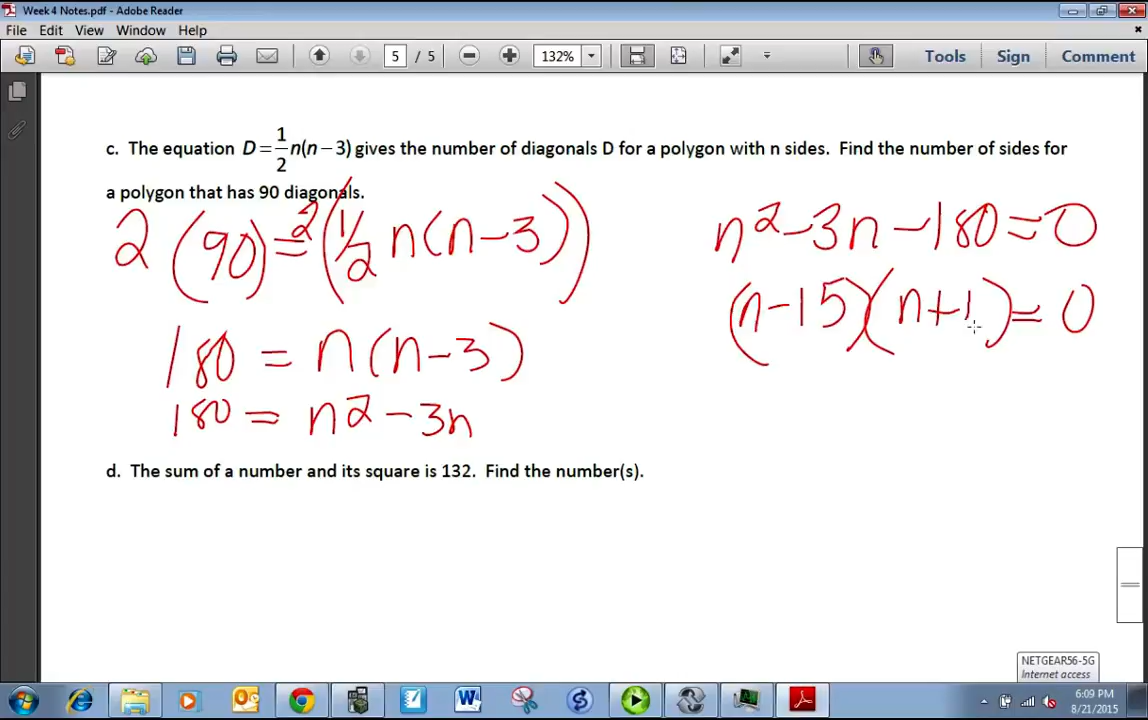 Week 4 Notes.pdf - Adobe Reader
File Edit View Window Help
5 / 5 132% Tools Sign Comment
c. The equation D = 1/2 n(n − 3) gives the number of diagonals D for a polygon with n sides. Find the number of sides for
a polygon that has 90 diagonals.
2 (90) = 2 (1/2 n(n − 3))
180 = n(n − 3)
180 = n2 − 3n
n2 − 3n − 180 = 0
(n − 15)(n + 1) = 0
d. The sum of a number and its square is 132. Find the number(s).
NETGEAR56-5G
Internet access
6:09 PM
8/21/2015